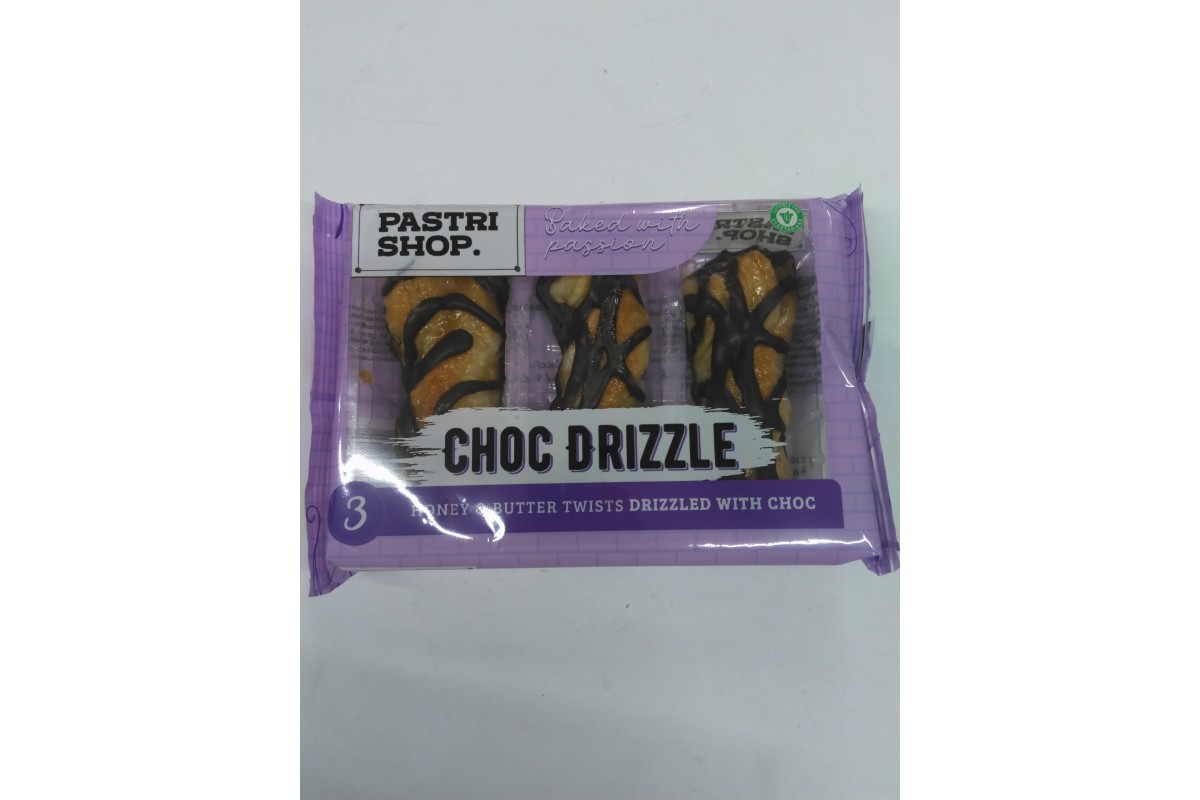 PASTRI
SHOP.
Baked with
passion
CHOC DRIZZLE
3
HONEY & BUTTER TWISTS DRIZZLED WITH CHOC